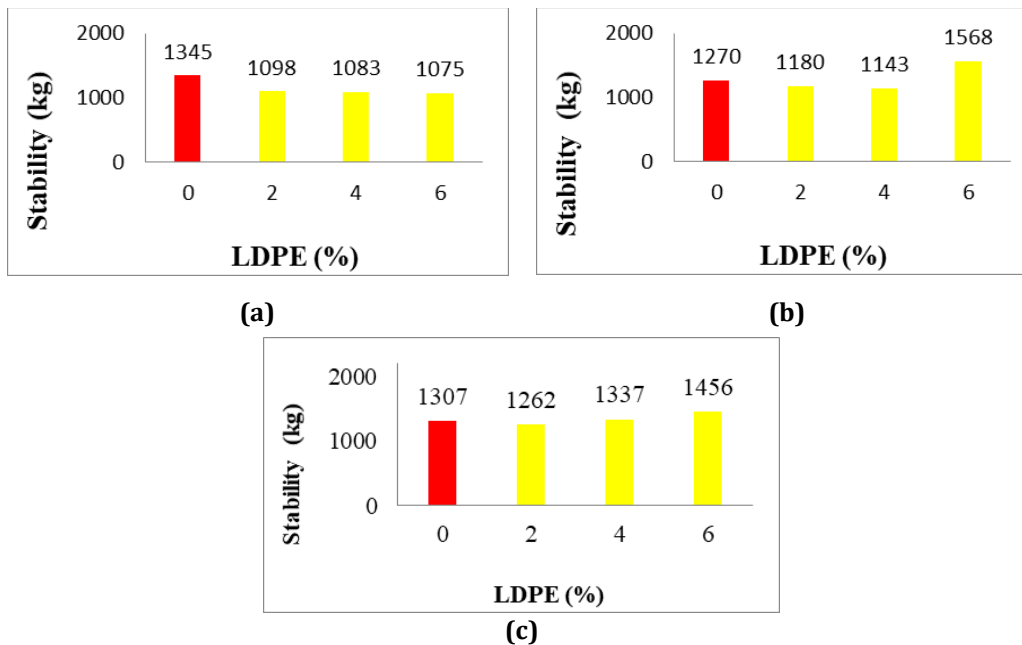 2000
1000
0
Stability (kg)
1345
1098
1083
1075
0 2 4 6
LDPE (%)
(a)
2000
1000
0
Stability (kg)
1270
1180
1143
1568
0 2 4 6
LDPE (%)
(b)
2000
1000
0
Stability (kg)
1307
1262
1337
1456
0 2 4 6
LDPE (%)
(c)